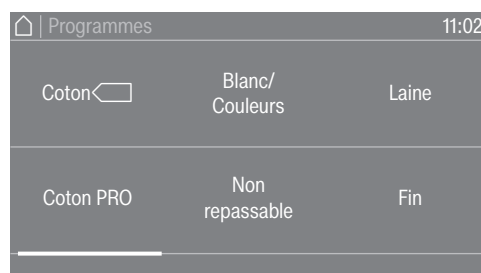 | Programmes 11:02
Coton Blanc/ Laine
Couleurs
Coton PRO Non Fin
repassable